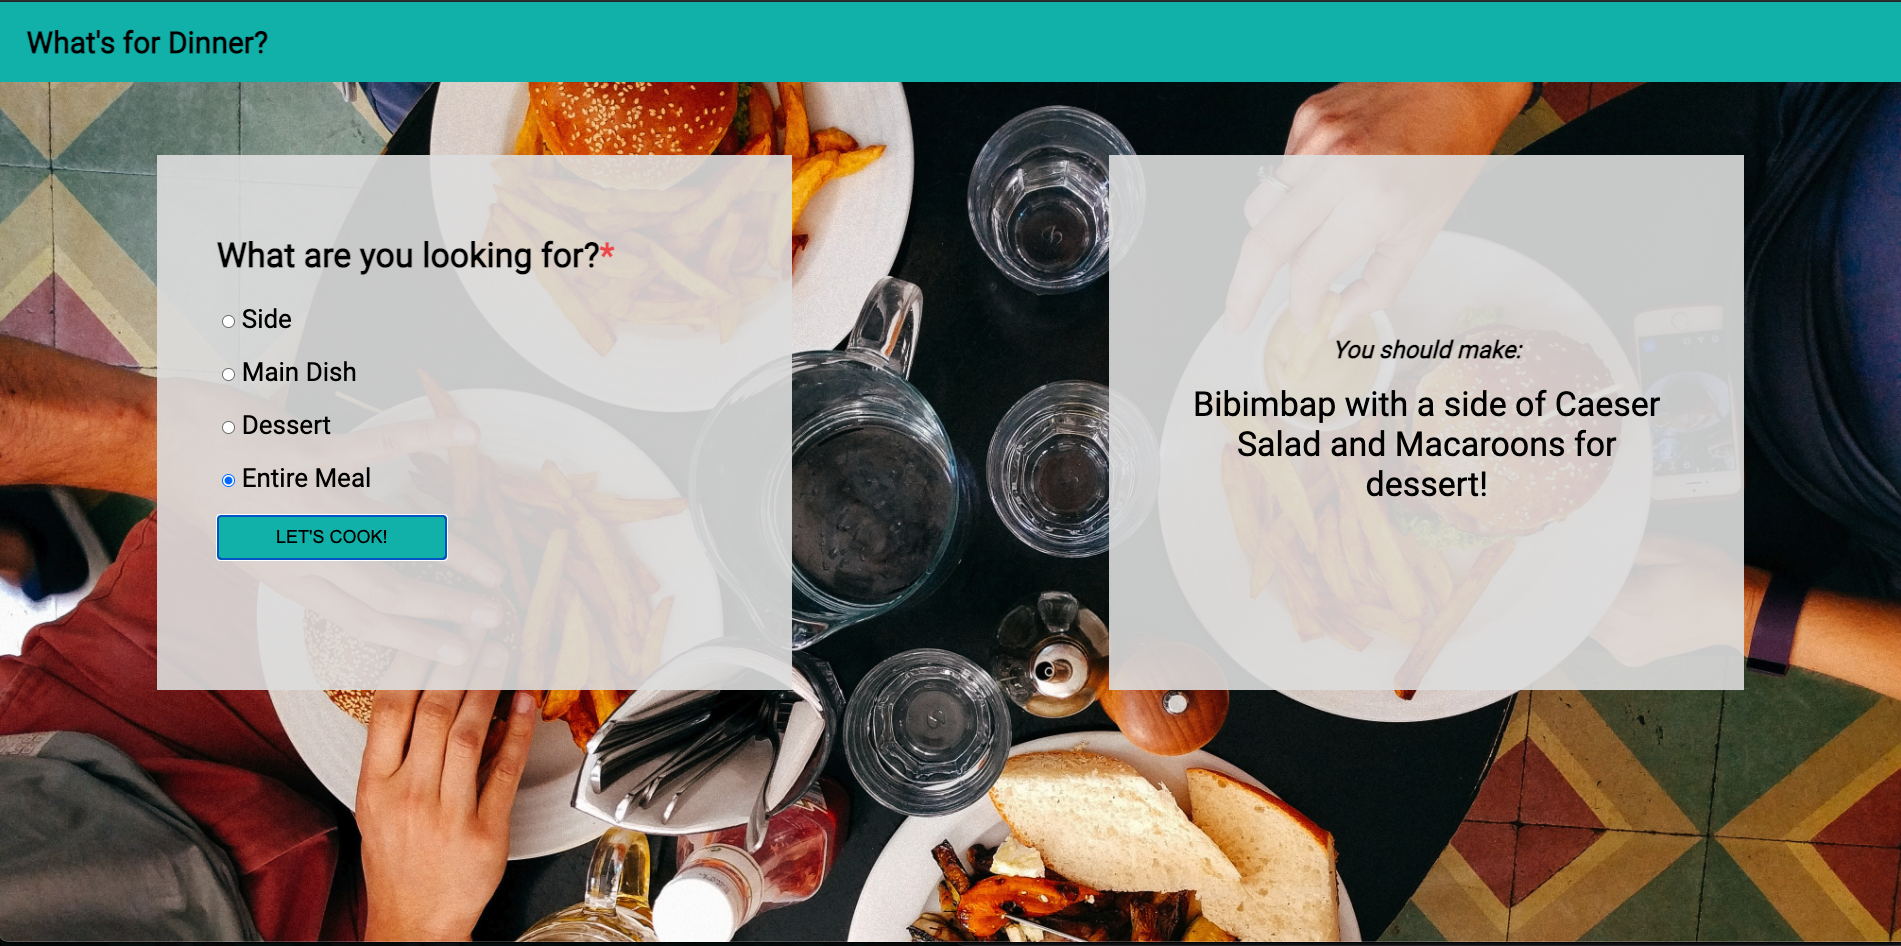 What's for Dinner?
What are you looking for?*
Side
Main Dish
Dessert
Entire Meal
LET'S COOK!
You should make:
Bibimbap with a side of Caeser
Salad and Macaroons for
dessert!